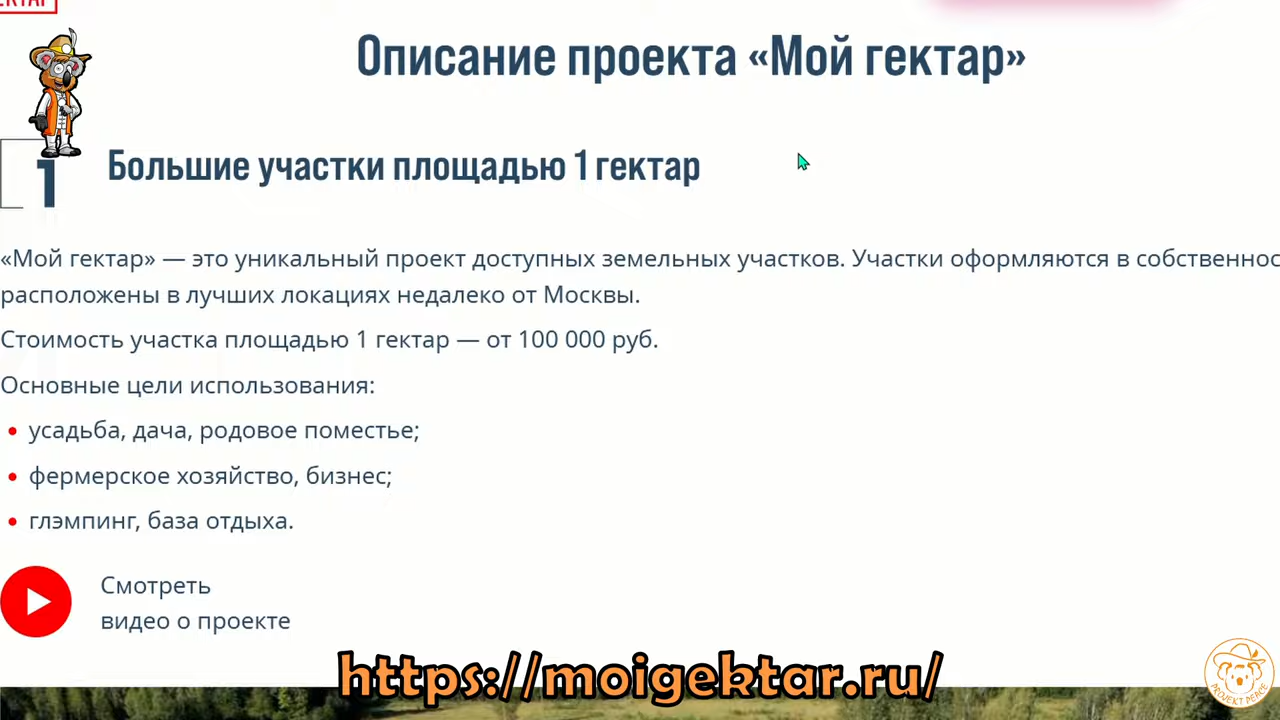 Описание проекта «Мой гектар»
1
Большие участки площадью 1 гектар
«Мой гектар» — это уникальный проект доступных земельных участков. Участки оформляются в собственнос
расположены в лучших локациях недалеко от Москвы.
Стоимость участка площадью 1 гектар — от 100 000 руб.
Основные цели использования:
усадьба, дача, родовое поместье;
фермерское хозяйство, бизнес;
глэмпинг, база отдыха.
Смотреть
видео о проекте
https://moigektar.ru/
PROJEKT PEACE